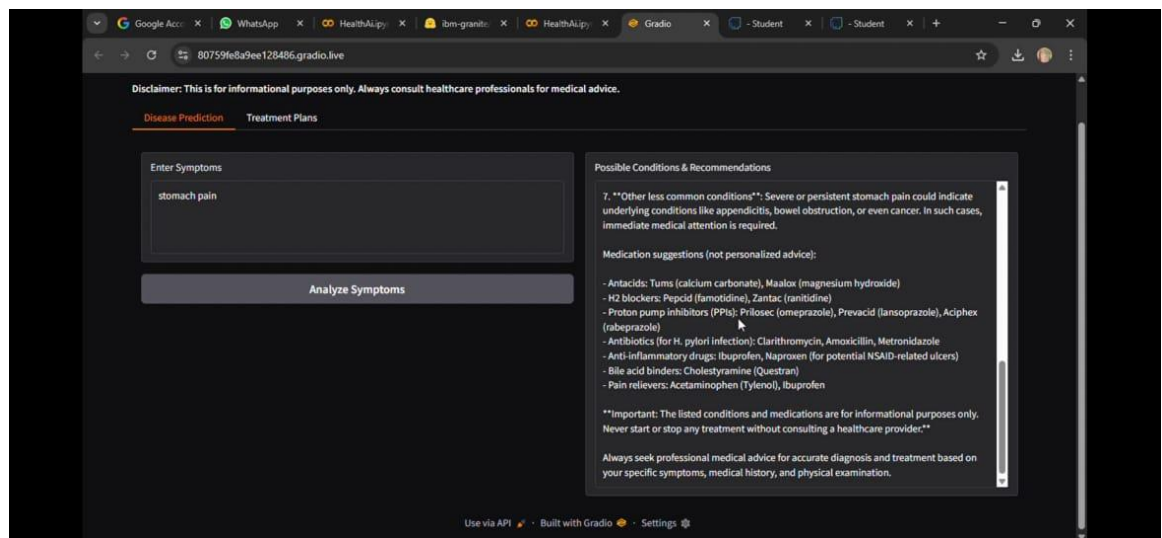 Google Acco
WhatsApp
HealthAi.ipy
ibm-granite
HealthAi.ipy
Gradio
- Student
- Student
80759fe8a9ee128486.gradio.live
Disclaimer: This is for informational purposes only. Always consult healthcare professionals for medical advice.
Disease Prediction
Treatment Plans
Enter Symptoms
stomach pain
Analyze Symptoms
Possible Conditions & Recommendations
7. **Other less common conditions**: Severe or persistent stomach pain could indicate
underlying conditions like appendicitis, bowel obstruction, or even cancer. In such cases,
immediate medical attention is required.
Medication suggestions (not personalized advice):
- Antacids: Tums (calcium carbonate), Maalox (magnesium hydroxide)
- H2 blockers: Pepcid (famotidine), Zantac (ranitidine)
- Proton pump inhibitors (PPIs): Prilosec (omeprazole), Prevacid (lansoprazole), Aciphex
(rabeprazole)
- Antibiotics (for H. pylori infection): Clarithromycin, Amoxicillin, Metronidazole
- Anti-inflammatory drugs: Ibuprofen, Naproxen (for potential NSAID-related ulcers)
- Bile acid binders: Cholestyramine (Questran)
- Pain relievers: Acetaminophen (Tylenol), Ibuprofen
**Important: The listed conditions and medications are for informational purposes only.
Never start or stop any treatment without consulting a healthcare provider.**
Always seek professional medical advice for accurate diagnosis and treatment based on
your specific symptoms, medical history, and physical examination.
Use via API · Built with Gradio · Settings